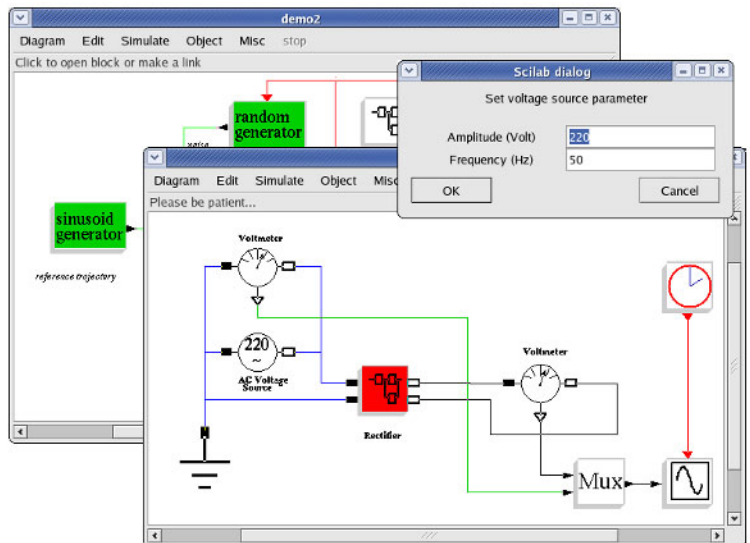 demo2
Diagram Edit Simulate Object Misc stop
Click to open block or make a link
random
generator
sinusoid
generator
reference trajectory
Scilab dialog
Set voltage source parameter
Amplitude (Volt) 220
Frequency (Hz) 50
OK Cancel
Diagram Edit Simulate Object Misc
Please be patient...
Voltmeter
220
~
AC Voltage
Source
Voltmeter
Rectifier
Mux